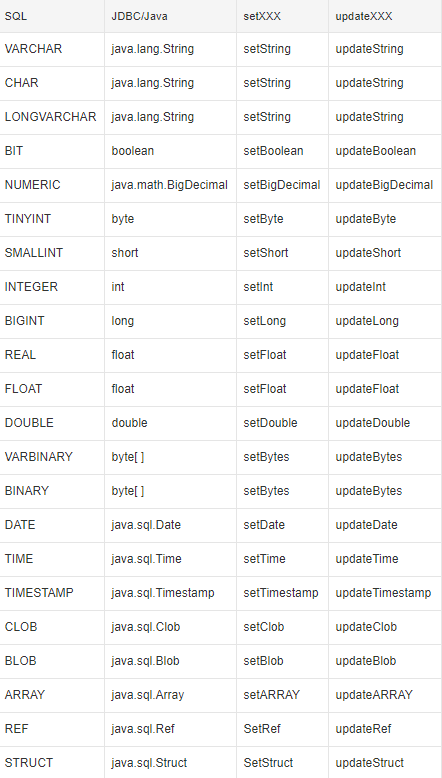 SQL JDBC/Java setXXX updateXXX
VARCHAR java.lang.String setString updateString
CHAR java.lang.String setString updateString
LONGVARCHAR java.lang.String setString updateString
BIT boolean setBoolean updateBoolean
NUMERIC java.math.BigDecimal setBigDecimal updateBigDecimal
TINYINT byte setByte updateByte
SMALLINT short setShort updateShort
INTEGER int setInt updateInt
BIGINT long setLong updateLong
REAL float setFloat updateFloat
FLOAT float setFloat updateFloat
DOUBLE double setDouble updateDouble
VARBINARY byte[ ] setBytes updateBytes
BINARY byte[ ] setBytes updateBytes
DATE java.sql.Date setDate updateDate
TIME java.sql.Time setTime updateTime
TIMESTAMP java.sql.Timestamp setTimestamp updateTimestamp
CLOB java.sql.Clob setClob updateClob
BLOB java.sql.Blob setBlob updateBlob
ARRAY java.sql.Array setARRAY updateARRAY
REF java.sql.Ref SetRef updateRef
STRUCT java.sql.Struct SetStruct updateStruct